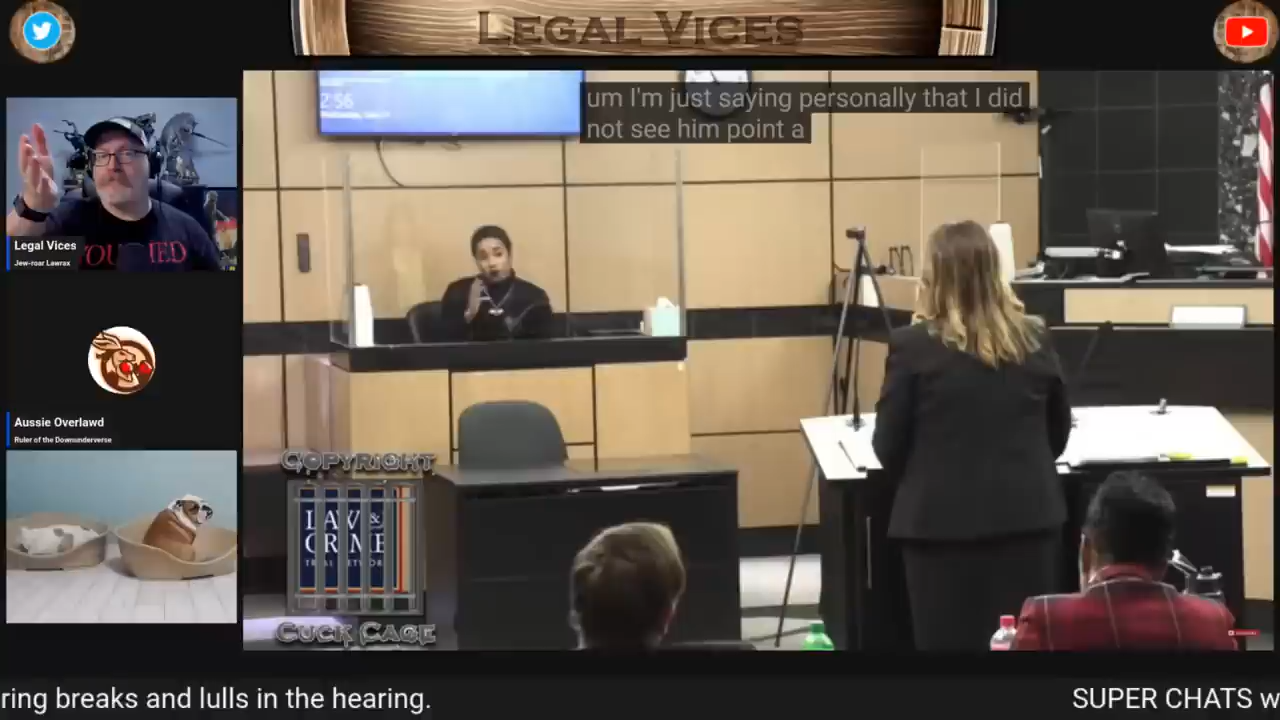 LEGAL VICES
2:56
um I'm just saying personally that I did
not see him point a
Legal Vices
Jew-roar Lawrax
Aussie Overlawd
Ruler of the Downunderverse
COPYRIGHT
LAW &
CRIME
CUCK CAGE
ring breaks and lulls in the hearing.
SUPER CHATS w